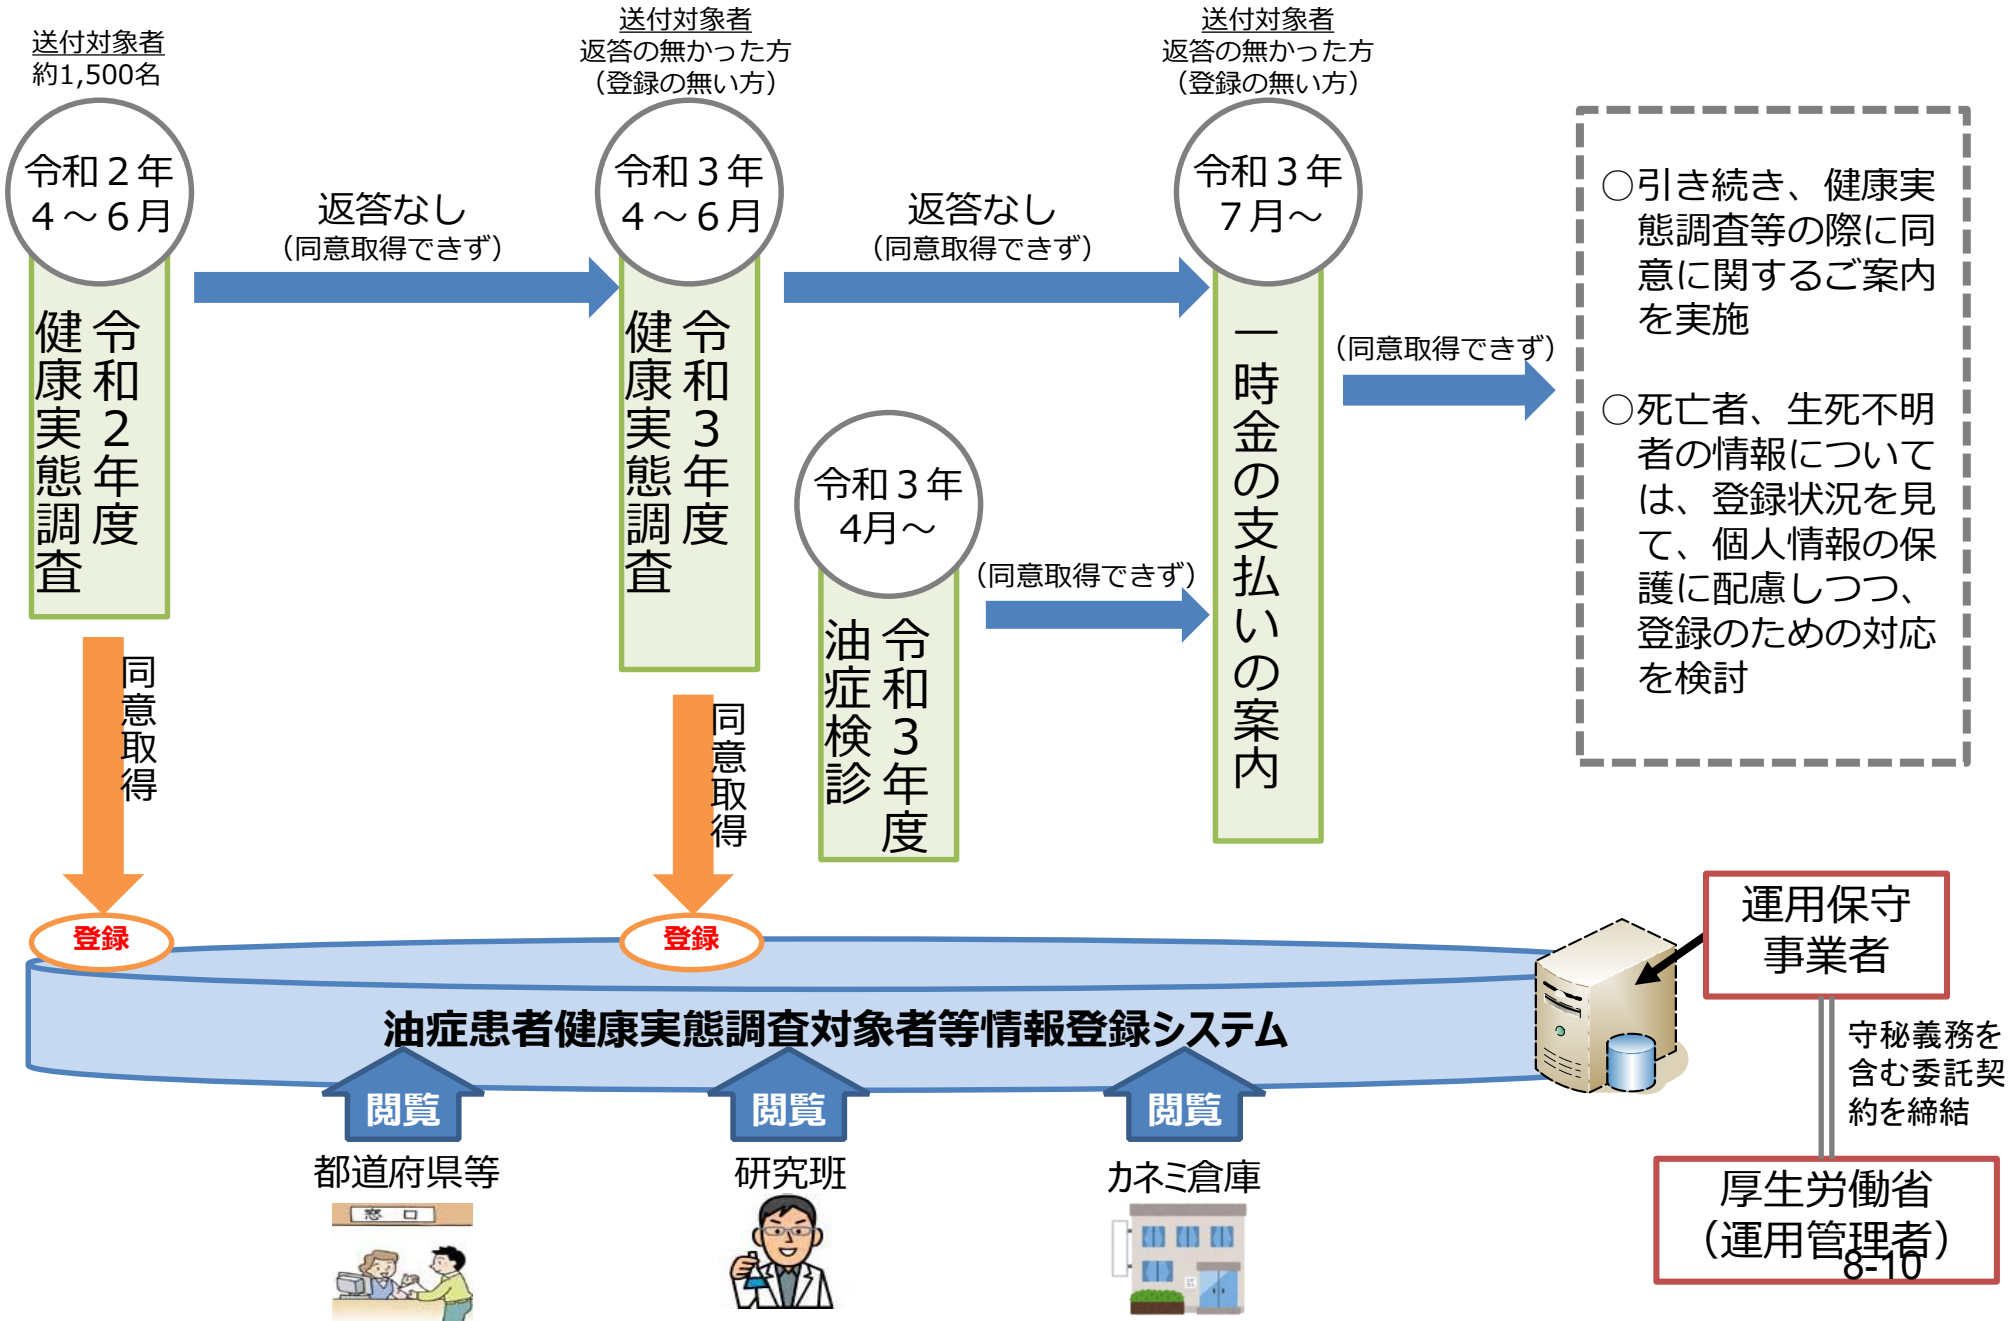 送付対象者
約1,500名
令和２年
４～６月
令和２年度
健康実態調査
返答なし
（同意取得できず）
送付対象者
返答の無かった方
（登録の無い方）
令和３年
４～６月
令和３年度
健康実態調査
返答なし
（同意取得できず）
令和３年
4月～
令和３年度
油症検診
（同意取得できず）
送付対象者
返答の無かった方
（登録の無い方）
令和３年
７月～
一時金の支払いの案内
（同意取得できず）
○引き続き、健康実
態調査等の際に同
意に関するご案内
を実施
○死亡者、生死不明
者の情報について
は、登録状況を見
て、個人情報の保
護に配慮しつつ、
登録のための対応
を検討
同意取得
同意取得
登録
登録
油症患者健康実態調査対象者等情報登録システム
閲覧
閲覧
閲覧
都道府県等
研究班
カネミ倉庫
窓口
運用保守
事業者
守秘義務を
含む委託契
約を締結
厚生労働省
（運用管理者）
8-10